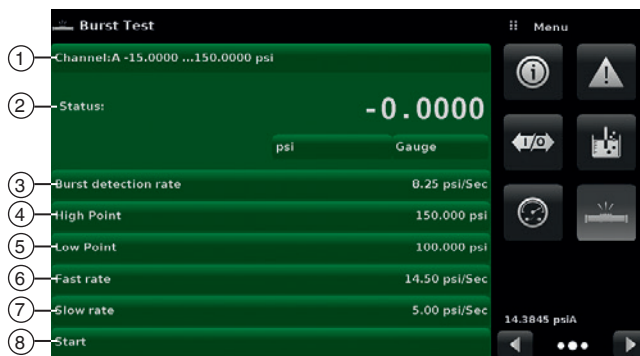 Burst Test
Menu
1 Channel:A -15.0000 ...150.0000 psi
2 Status: -0.0000
psi Gauge
3 Burst detection rate 8.25 psi/Sec
4 High Point 150.000 psi
5 Low Point 100.000 psi
6 Fast rate 14.50 psi/Sec
7 Slow rate 5.00 psi/Sec
8 Start
I/O
14.3845 psiA